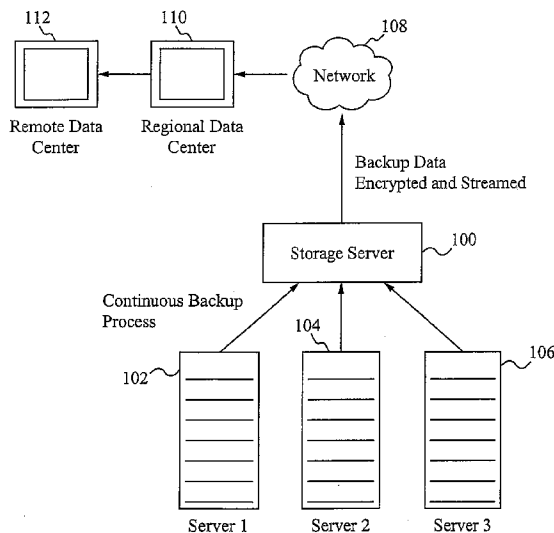 112
110
108
Network
Remote Data
Center
Regional Data
Center
Backup Data
Encrypted and Streamed
Storage Server
100
Continuous Backup
Process
102
104
106
Server 1
Server 2
Server 3